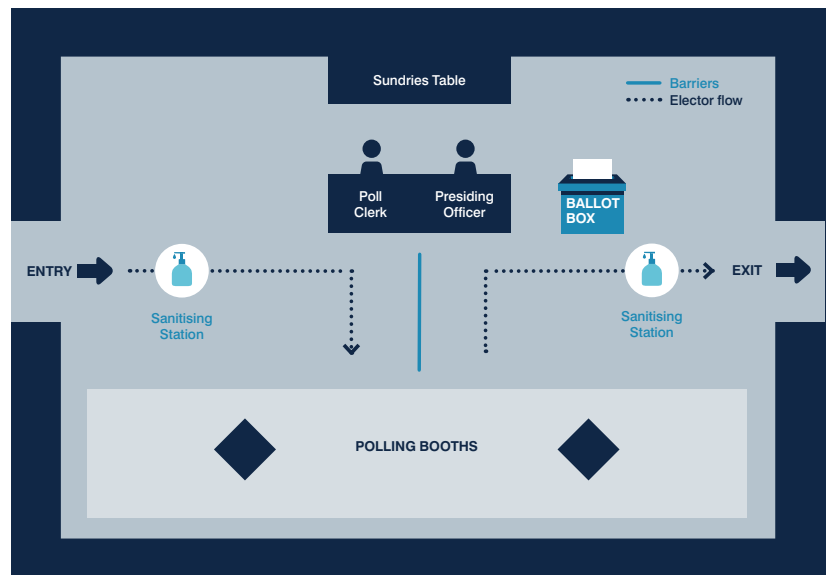 Sundries Table
Barriers
Elector flow
Poll
Clerk
Presiding
Officer
BALLOT
BOX
ENTRY
EXIT
Sanitising
Station
Sanitising
Station
POLLING BOOTHS